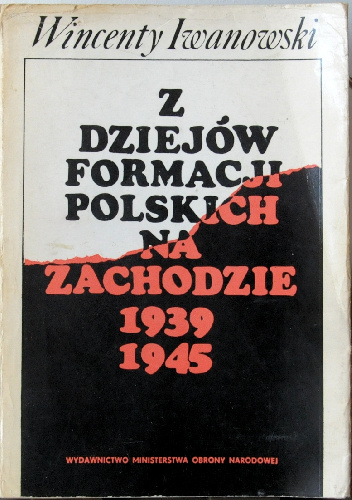 Wincenty Iwanowski
Z
DZIEJÓW
FORMACJI
POLSKICH
NA
ZACHODZIE
1939
1945
WYDAWNICTWO MINISTERSTWA OBRONY NARODOWEJ